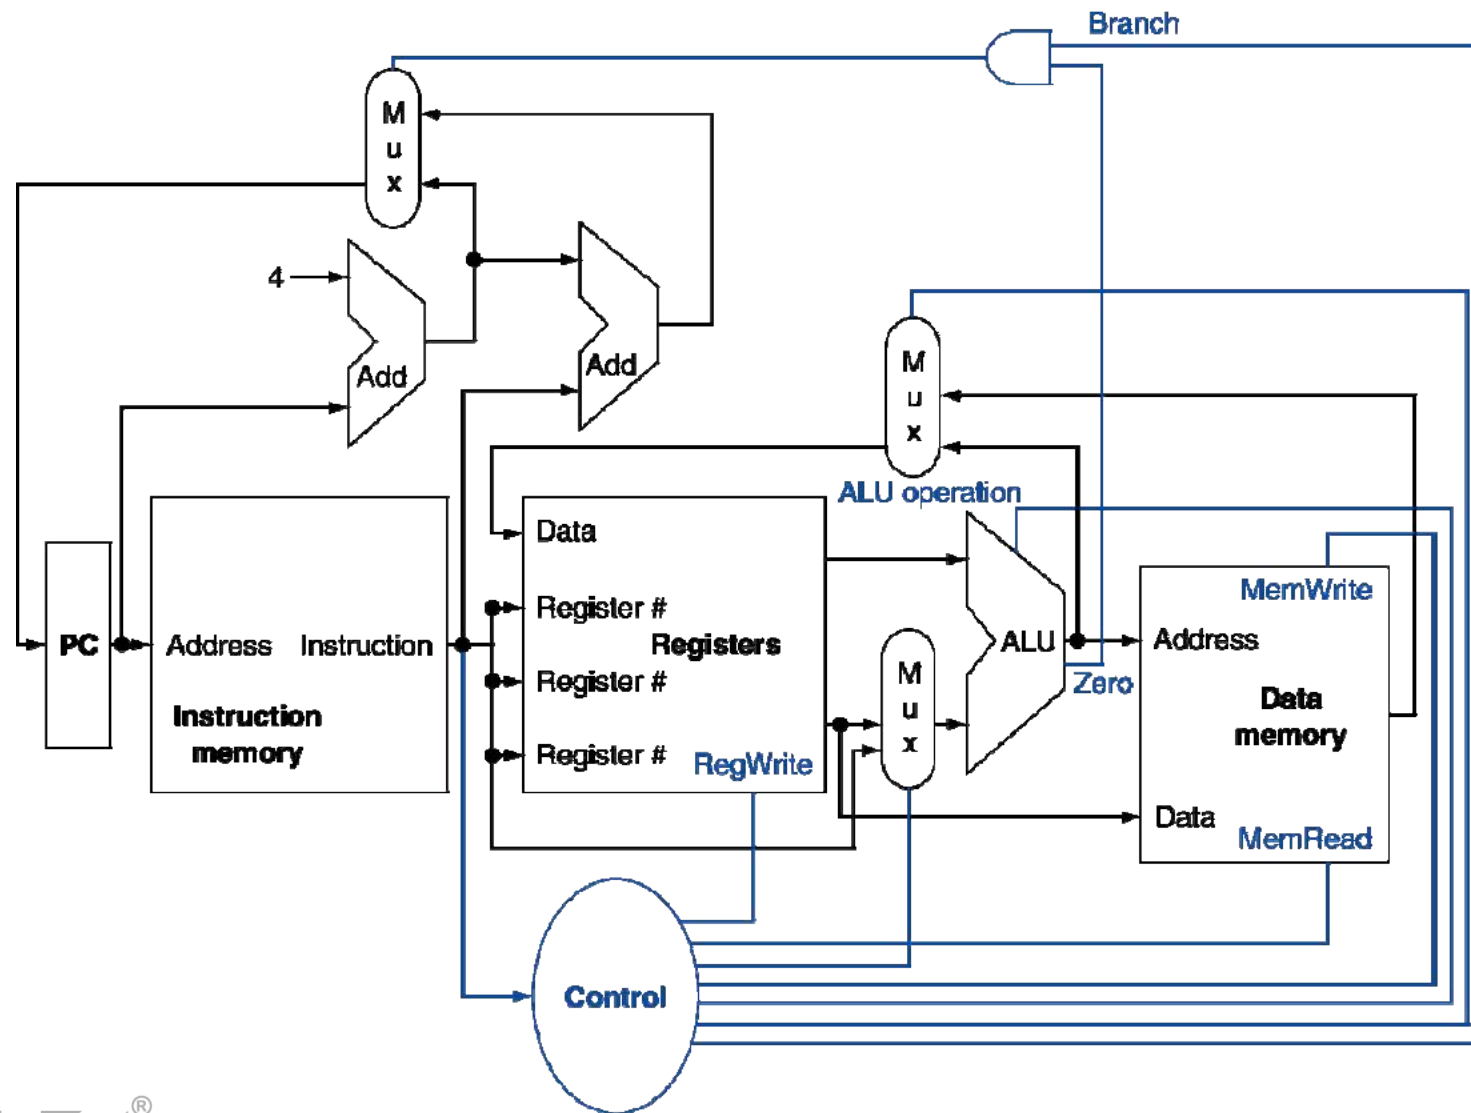 Branch
M
u
x
4
Add
Add
M
u
x
ALU operation
Data
Register #
Registers
Register #
Register #
RegWrite
PC
Address
Instruction
Instruction
memory
M
u
x
ALU
Zero
MemWrite
Address
Data
memory
Data
MemRead
Control
®